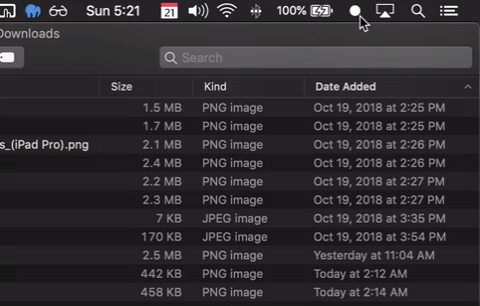 Sun 5:21 21 100%
Downloads
Search
Size Kind Date Added
1.5 MB PNG image Oct 19, 2018 at 2:25 PM
1.7 MB PNG image Oct 19, 2018 at 2:25 PM
s_(iPad Pro).png 2.1 MB PNG image Oct 19, 2018 at 2:26 PM
2.4 MB PNG image Oct 19, 2018 at 2:26 PM
2.2 MB PNG image Oct 19, 2018 at 2:27 PM
2.3 MB PNG image Oct 19, 2018 at 2:27 PM
7 KB JPEG image Oct 19, 2018 at 3:35 PM
170 KB JPEG image Oct 19, 2018 at 3:54 PM
2.5 MB PNG image Yesterday at 11:04 AM
442 KB PNG image Today at 2:12 AM
458 KB PNG image Today at 2:14 AM